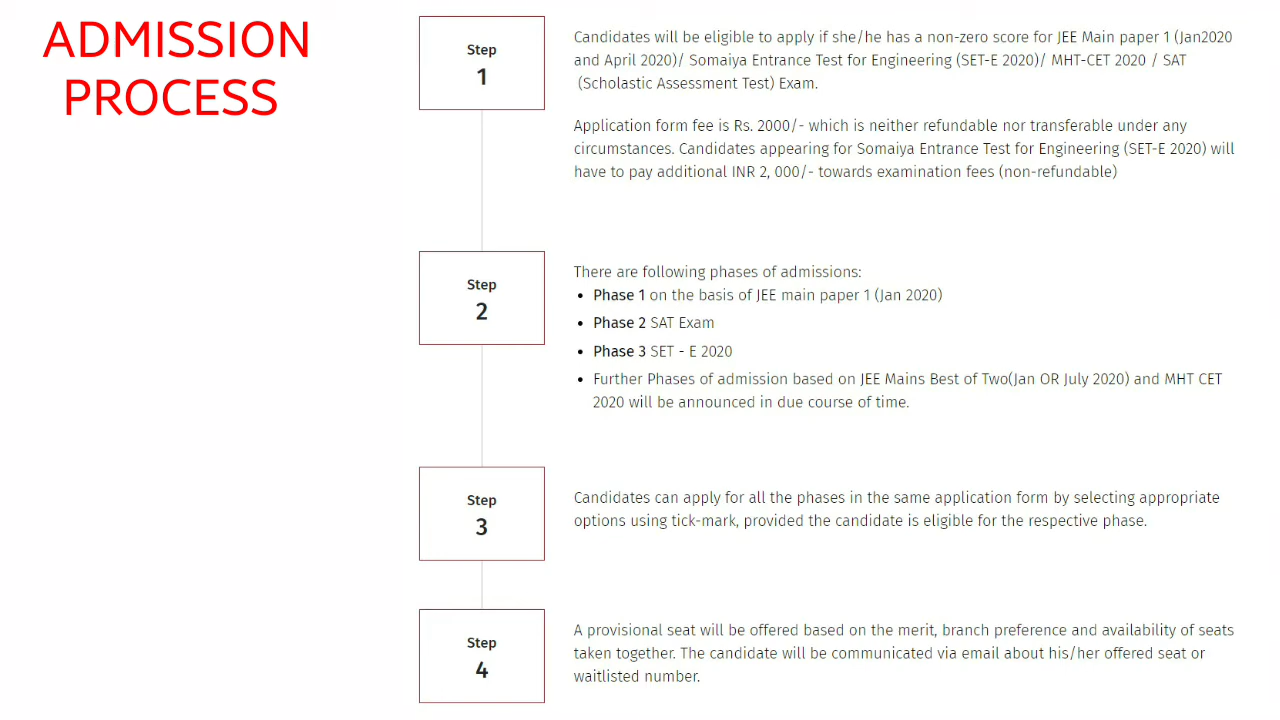 ADMISSION
PROCESS
Step
1
Candidates will be eligible to apply if she/he has a non-zero score for JEE Main paper 1 (Jan2020
and April 2020)/ Somaiya Entrance Test for Engineering (SET-E 2020)/ MHT-CET 2020 / SAT
(Scholastic Assessment Test) Exam.
Application form fee is Rs. 2000/- which is neither refundable nor transferable under any
circumstances. Candidates appearing for Somaiya Entrance Test for Engineering (SET-E 2020) will
have to pay additional INR 2, 000/- towards examination fees (non-refundable)
Step
2
There are following phases of admissions:
• Phase 1 on the basis of JEE main paper 1 (Jan 2020)
• Phase 2 SAT Exam
• Phase 3 SET - E 2020
• Further Phases of admission based on JEE Mains Best of Two(Jan OR July 2020) and MHT CET
2020 will be announced in due course of time.
Step
3
Candidates can apply for all the phases in the same application form by selecting appropriate
options using tick-mark, provided the candidate is eligible for the respective phase.
Step
4
A provisional seat will be offered based on the merit, branch preference and availability of seats
taken together. The candidate will be communicated via email about his/her offered seat or
waitlisted number.